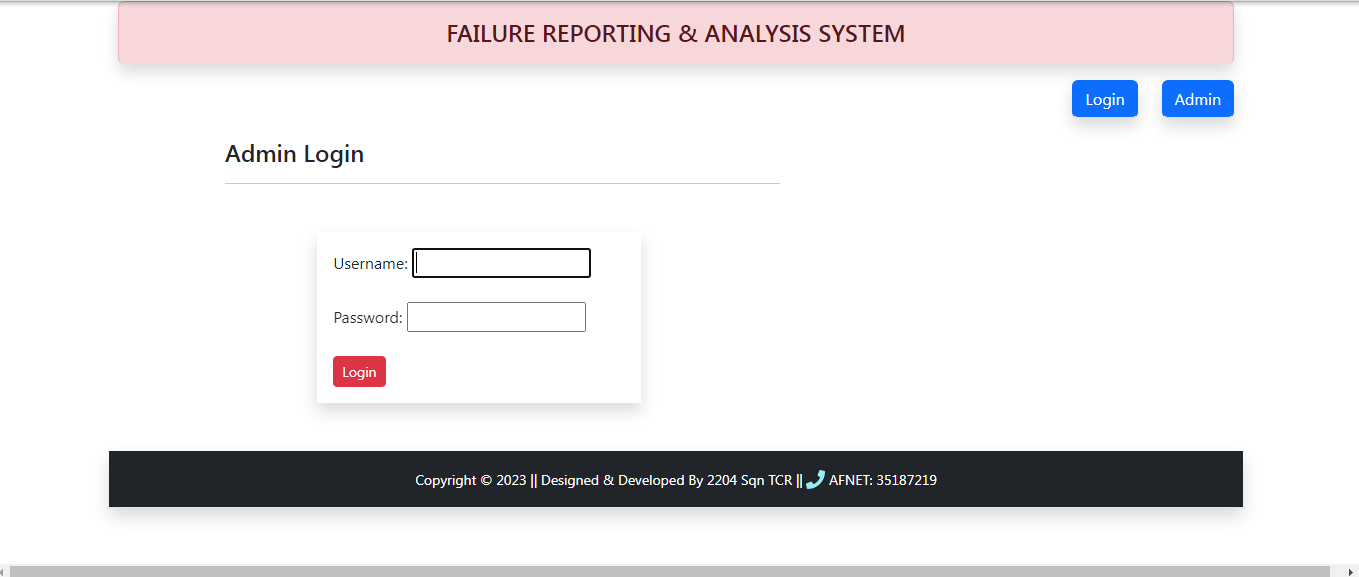 FAILURE REPORTING & ANALYSIS SYSTEM
Login Admin
Admin Login
Username:
Password:
Login
Copyright © 2023 || Designed & Developed By 2204 Sqn TCR || AFNET: 35187219